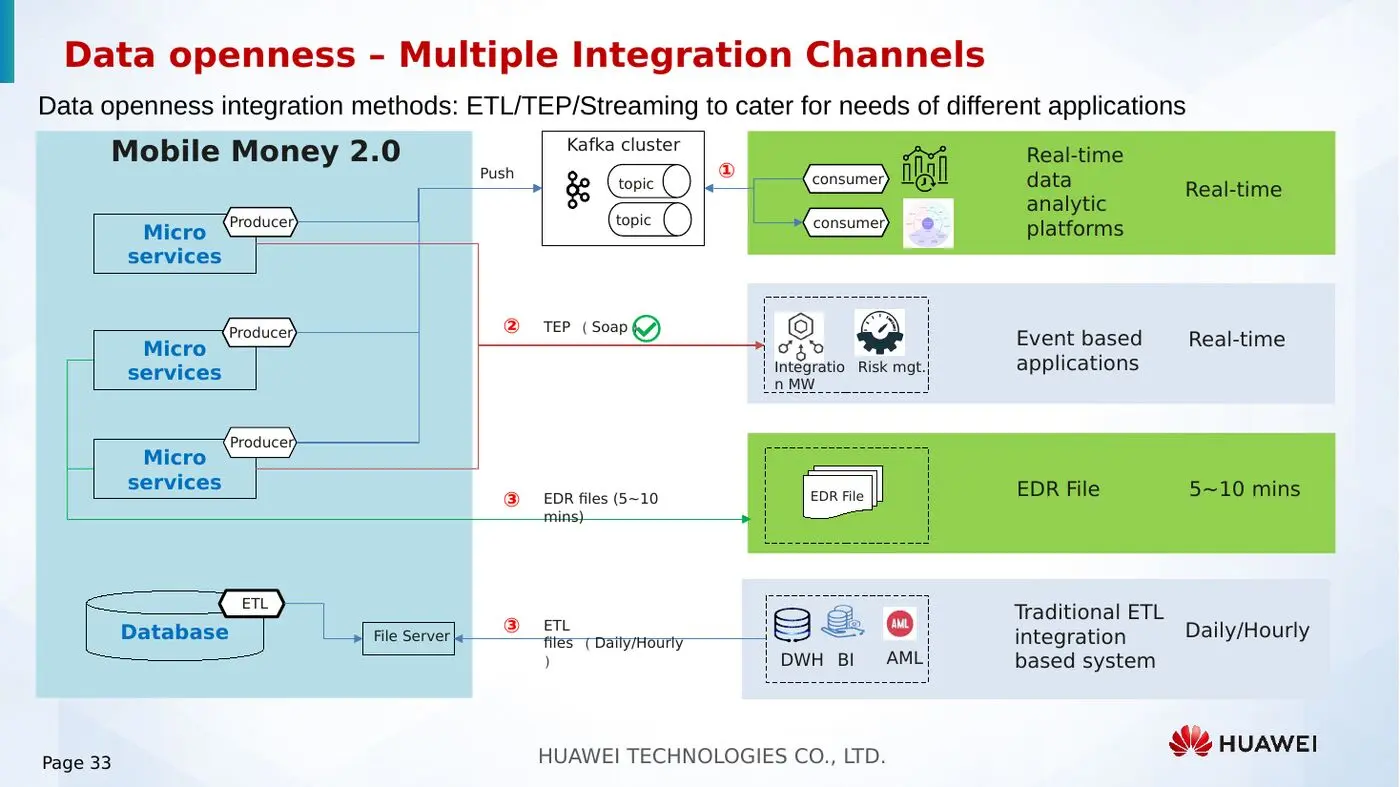 Data openness – Multiple Integration Channels
Data openness integration methods: ETL/TEP/Streaming to cater for needs of different applications
Mobile Money 2.0
Producer
Micro
services
Producer
Micro
services
Producer
Micro
services
ETL
Database
File Server
Push
Kafka cluster
topic
topic
①
consumer
consumer
Real-time
data
analytic
platforms
Real-time
②
TEP （ Soap
Integratio
n MW
Risk mgt.
Event based
applications
Real-time
③
EDR files (5~10
mins)
EDR File
EDR File
5~10 mins
③
ETL
files （ Daily/Hourly
）
AML
DWH
BI
AML
Traditional ETL
integration
based system
Daily/Hourly
Page 33
HUAWEI TECHNOLOGIES CO., LTD.
HUAWEI